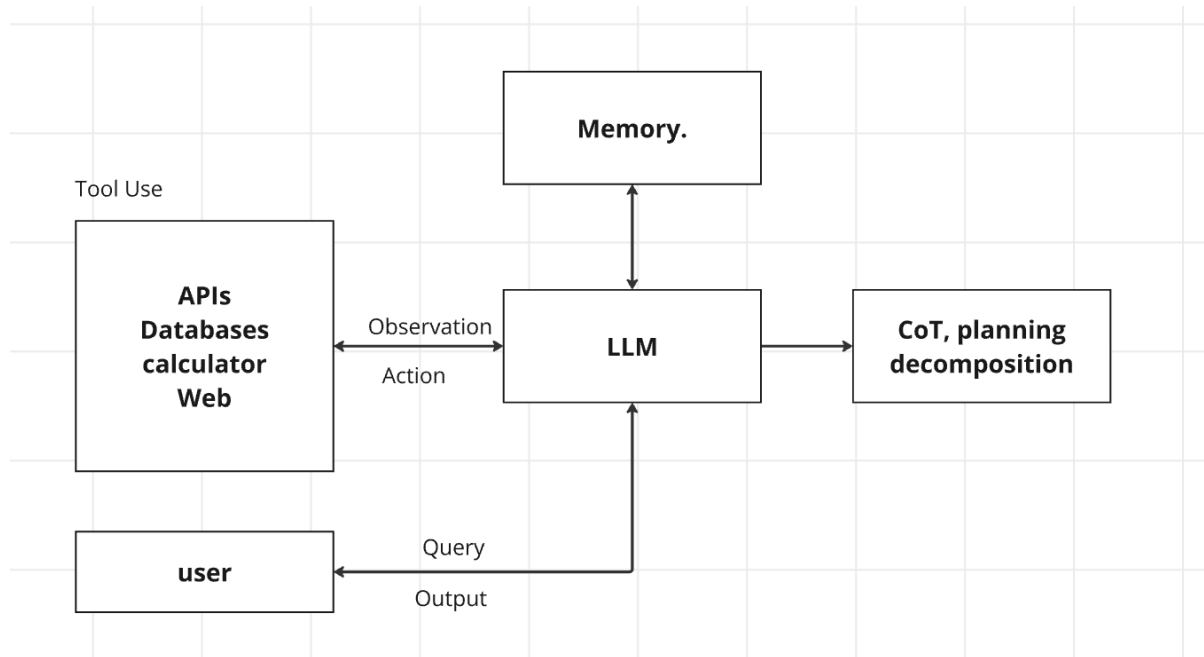 Memory.
Tool Use
APIs
Databases
calculator
Web
Observation
Action
LLM
CoT, planning
decomposition
user
Query
Output